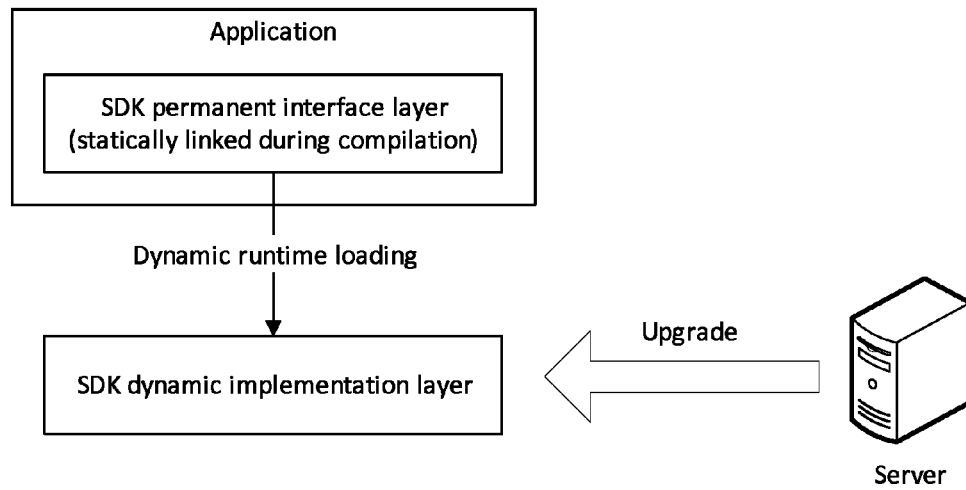 Application
SDK permanent interface layer
(statically linked during compilation)
Dynamic runtime loading
Upgrade
SDK dynamic implementation layer
Server